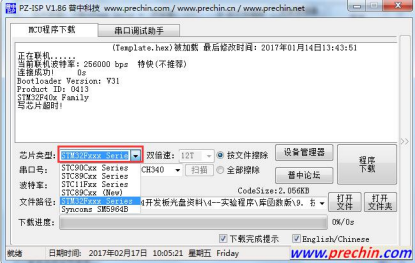 PZ-ISP V1.86 普中科技 www.prechin.com / www.prechin.cn / www.prechin.net
MCU程序下载
串口调试助手
(Template.hex)被加载 最后修改时间: 2017年01月14日13:43:51
正在联机.....
当前联机波特率: 256000 bps 特快(不推荐)
连接成功! 0s
Bootloader Version: V31
Product ID: 0413
STM32F40x Family
写芯片超时!
芯片类型: STM32Fxxx Series 双倍速: 12T 按文件擦除 设备管理器
程序下载
STC90Cxx Series
STC89Cxx Series
STC11Fxx Series
STC89Cxx (New)
STM32Fxxx Series
Syncoms SM5964B
串口号: CH340 扫描 全部擦除 普中论坛
波特率: CodeSize:2.056KB
文件路径: 开发板光盘资料\4--实验程序\库函数版\9. 打开文件 打开文件夹
下载进度: 0%/0s
下载完成提示 English/Chinese
就绪 日期时间: 2017年02月17日 10:05:21 星期五 Friday
www.prechin.com